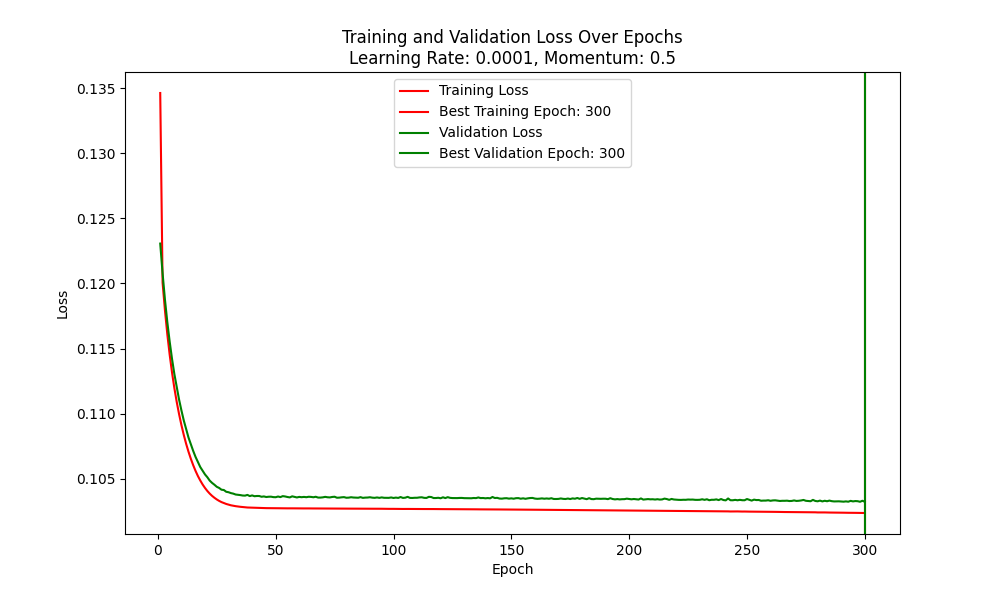 Training and Validation Loss Over Epochs
Learning Rate: 0.0001, Momentum: 0.5
Training Loss
Best Training Epoch: 300
Validation Loss
Best Validation Epoch: 300
0.135
0.130
0.125
0.120
0.115
0.110
0.105
Loss
0
50
100
150
200
250
300
Epoch